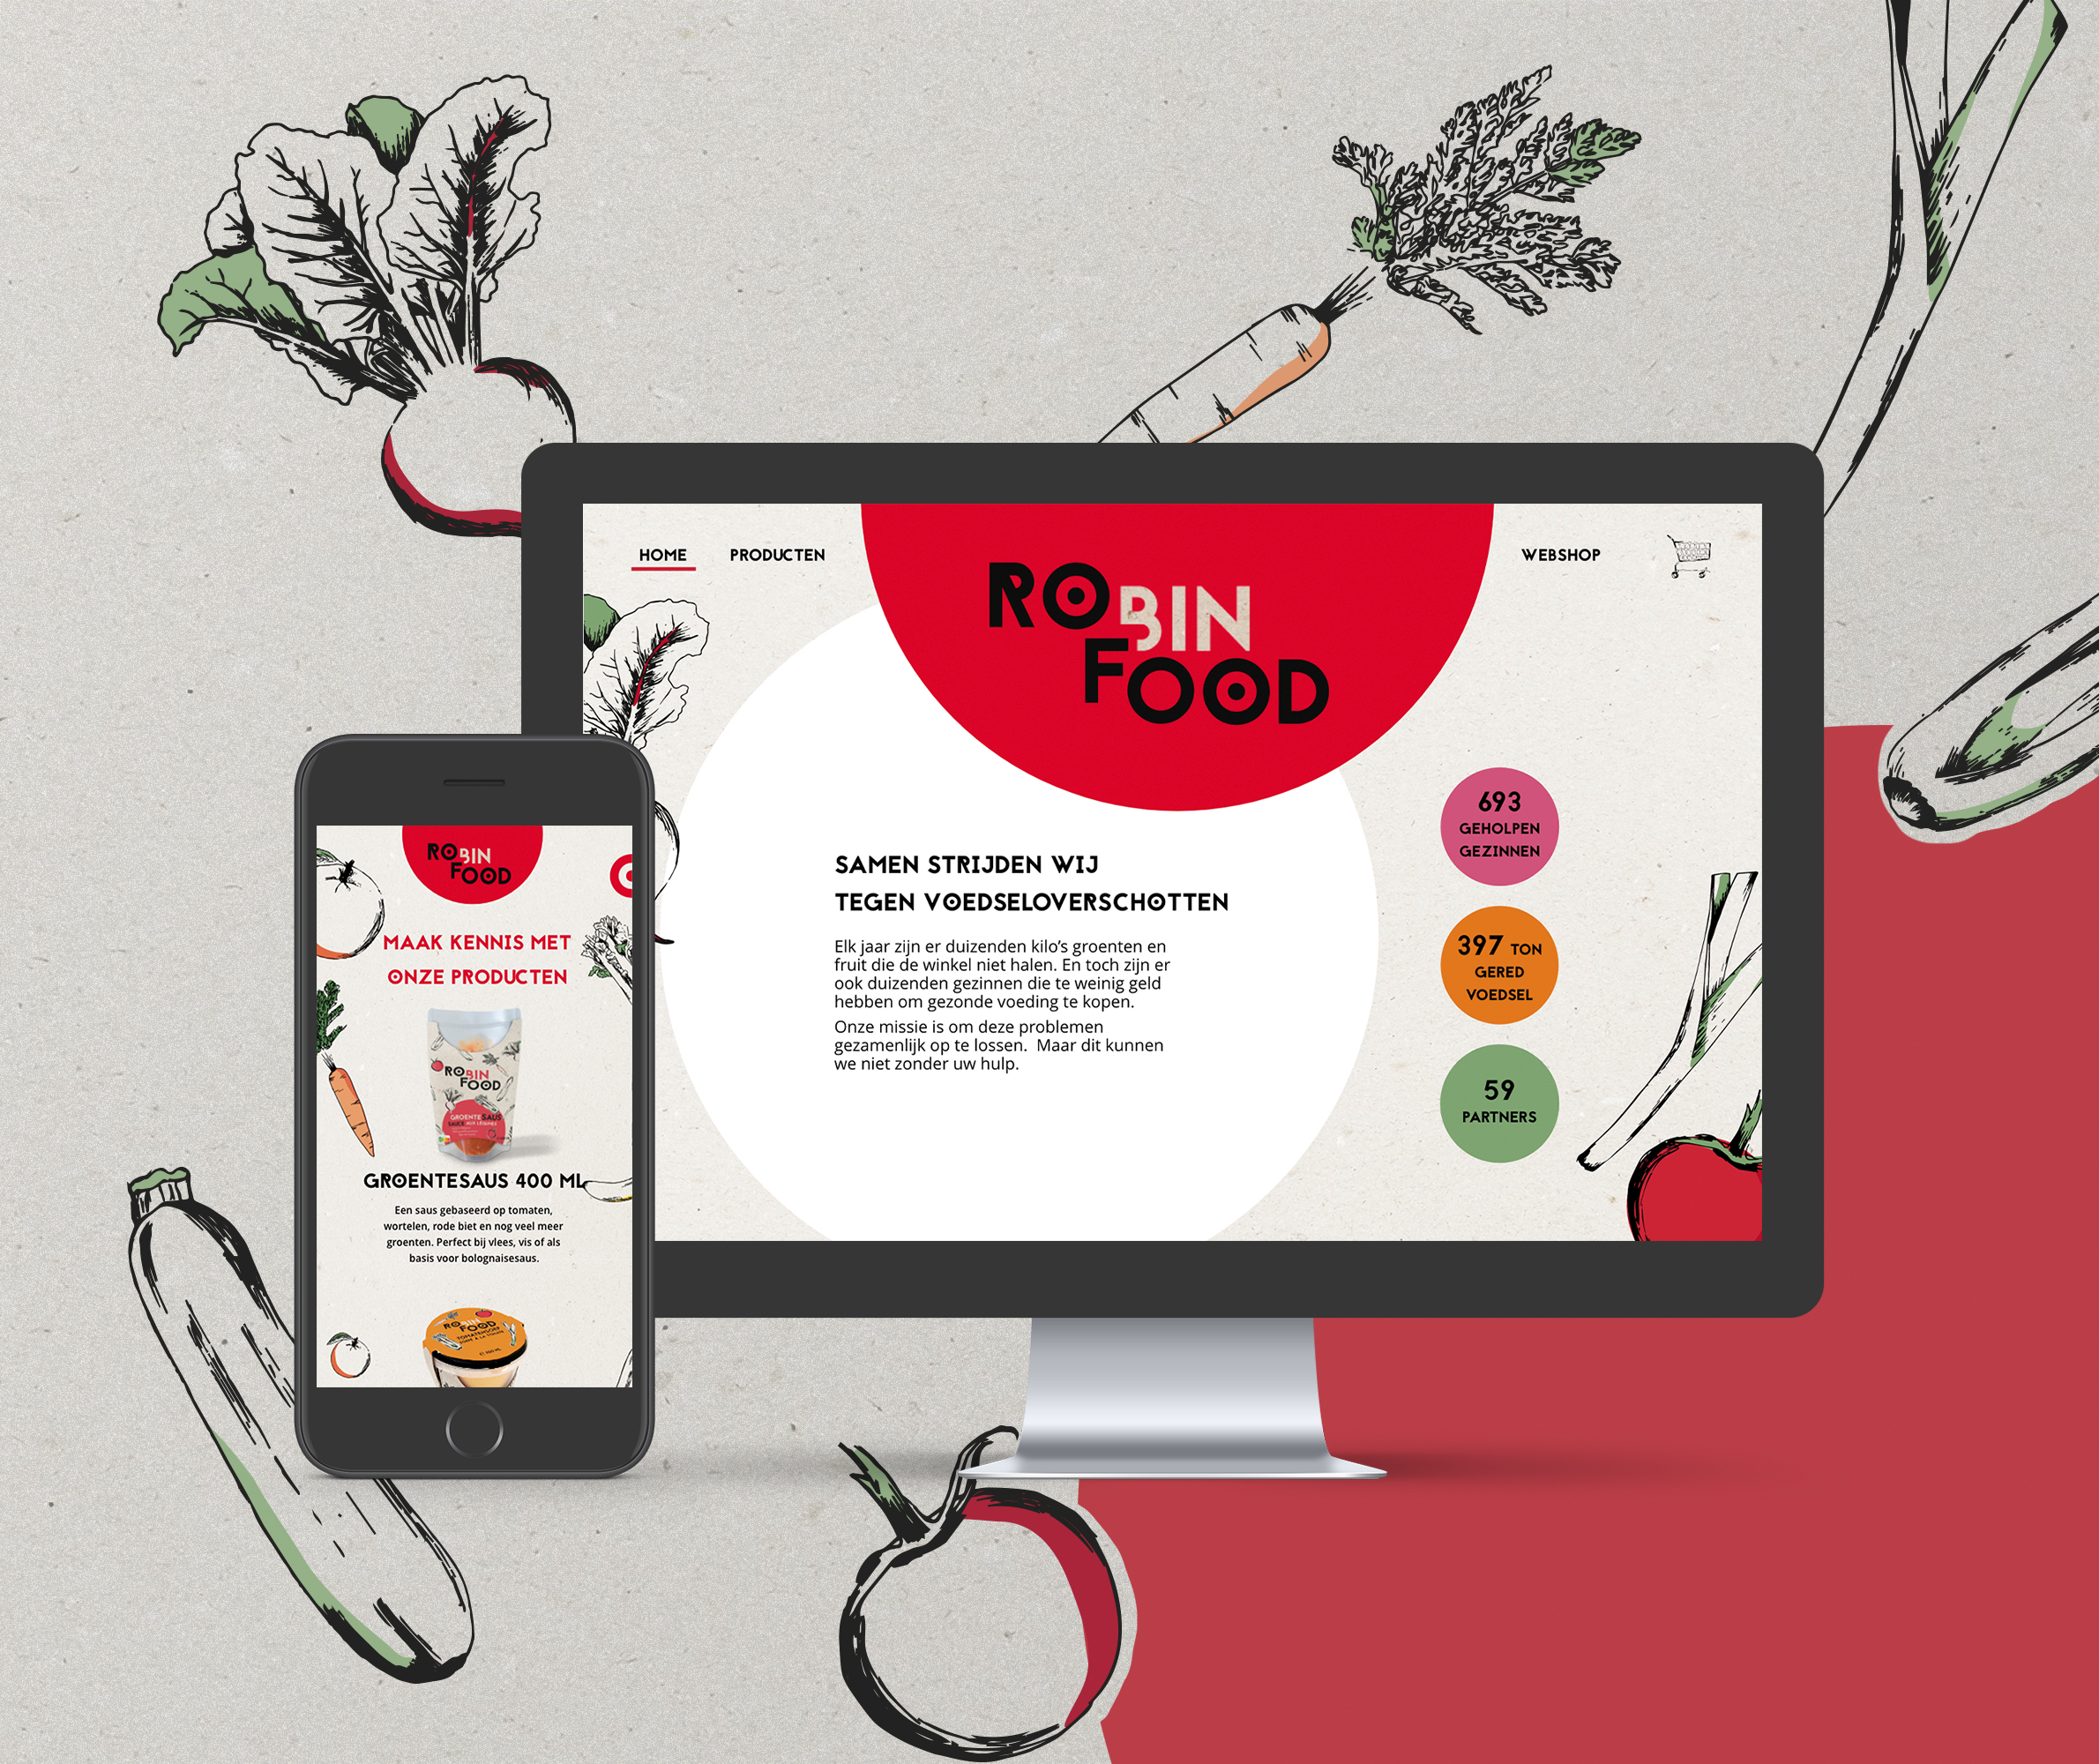 HOME
PRODUCTEN
ROBIN
FOOD
WEBSHOP
SAMEN STRIJDEN WIJ
TEGEN VOEDSELOVERSCHOTTEN
Elk jaar zijn er duizenden kilo’s groenten en
fruit die de winkel niet halen. En toch zijn er
ook duizenden gezinnen die te weinig geld
hebben om gezonde voeding te kopen.
Onze missie is om deze problemen
gezamenlijk op te lossen.  Maar dit kunnen
we niet zonder uw hulp.
693
GEHOLPEN
GEZINNEN
397 TON
GERED
VOEDSEL
59
PARTNERS
ROBIN
FOOD
MAAK KENNIS MET
ONZE PRODUCTEN
ROBIN
FOOD
GROENTESAUS
SAUCE AUX LÉGUMES
GROENTESAUS 400 ML
Een saus gebaseerd op tomaten,
wortelen, rode biet en nog veel meer
groenten. Perfect bij vlees, vis of als
basis voor bolognaisesaus.
ROBIN
FOOD
TOMATENSOEP